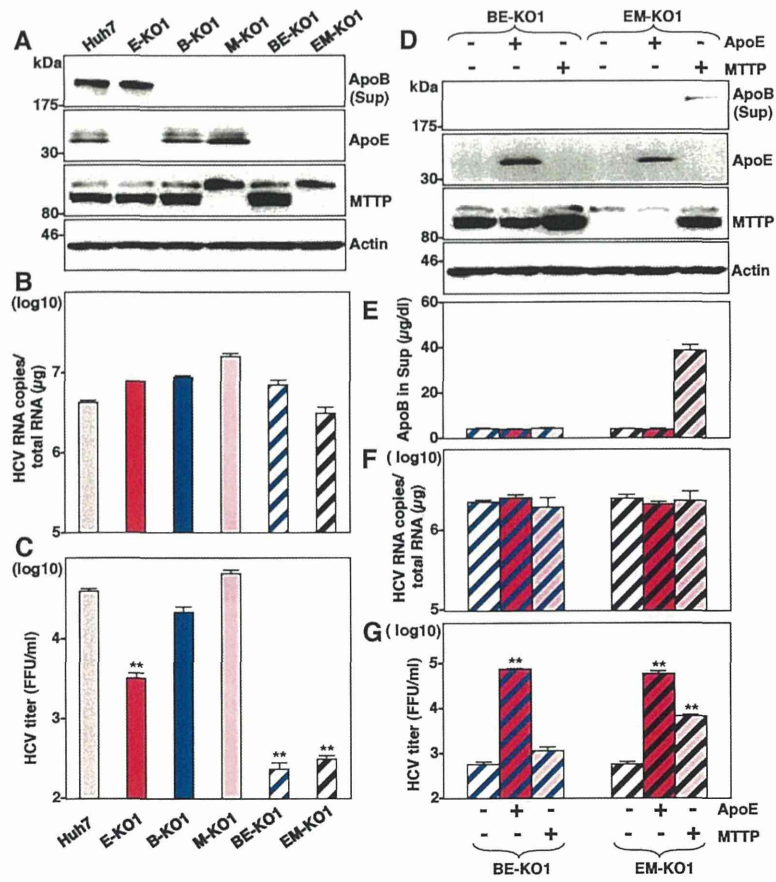 A
Huh7 E-KO1 B-KO1 M-KO1 BE-KO1 EM-KO1
kDa
175
ApoB
(Sup)
30
ApoE
80
MTTP
46
Actin
B
(log10)
HCV RNA copies/
total RNA (µg)
7
6
5
C
(log10)
HCV titer (FFU/ml)
4
3
2
**
**
**
Huh7 E-KO1 B-KO1 M-KO1 BE-KO1 EM-KO1
D
BE-KO1 EM-KO1
- + - - + - ApoE
- - + - - + MTTP
kDa
175
ApoB
(Sup)
30
ApoE
80
MTTP
46
Actin
E
ApoB in Sup (µg/dl)
60
40
20
0
F
( log10)
HCV RNA copies/
total RNA (µg)
6
5
G
( log10)
HCV titer (FFU/ml)
5
4
3
2
**
**
**
- + - - + - ApoE
- - + - - + MTTP
BE-KO1 EM-KO1